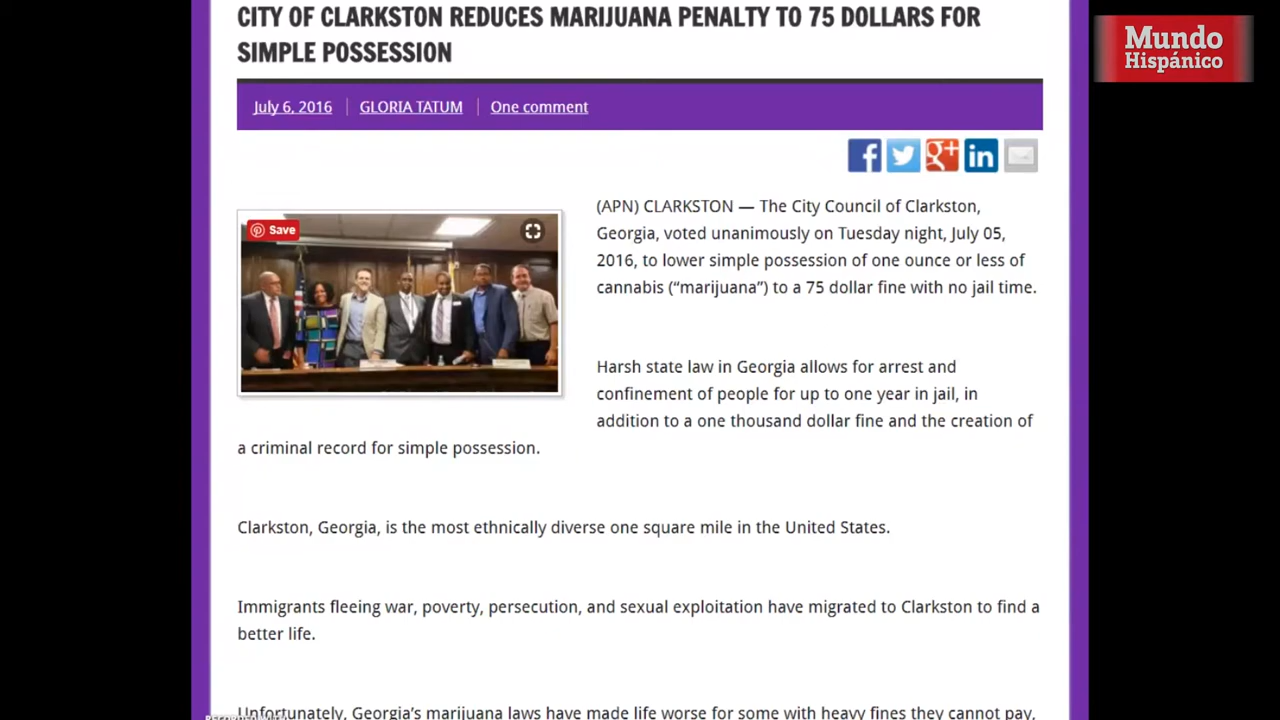 CITY OF CLARKSTON REDUCES MARIJUANA PENALTY TO 75 DOLLARS FOR
SIMPLE POSSESSION
Mundo
Hispánico
July 6, 2016
GLORIA TATUM
One comment
Save
(APN) CLARKSTON — The City Council of Clarkston,
Georgia, voted unanimously on Tuesday night, July 05,
2016, to lower simple possession of one ounce or less of
cannabis (“marijuana”) to a 75 dollar fine with no jail time.
Harsh state law in Georgia allows for arrest and
confinement of people for up to one year in jail, in
addition to a one thousand dollar fine and the creation of
a criminal record for simple possession.
Clarkston, Georgia, is the most ethnically diverse one square mile in the United States.
Immigrants fleeing war, poverty, persecution, and sexual exploitation have migrated to Clarkston to find a
better life.
Unfortunately, Georgia’s marijuana laws have made life worse for some with heavy fines they cannot pay,